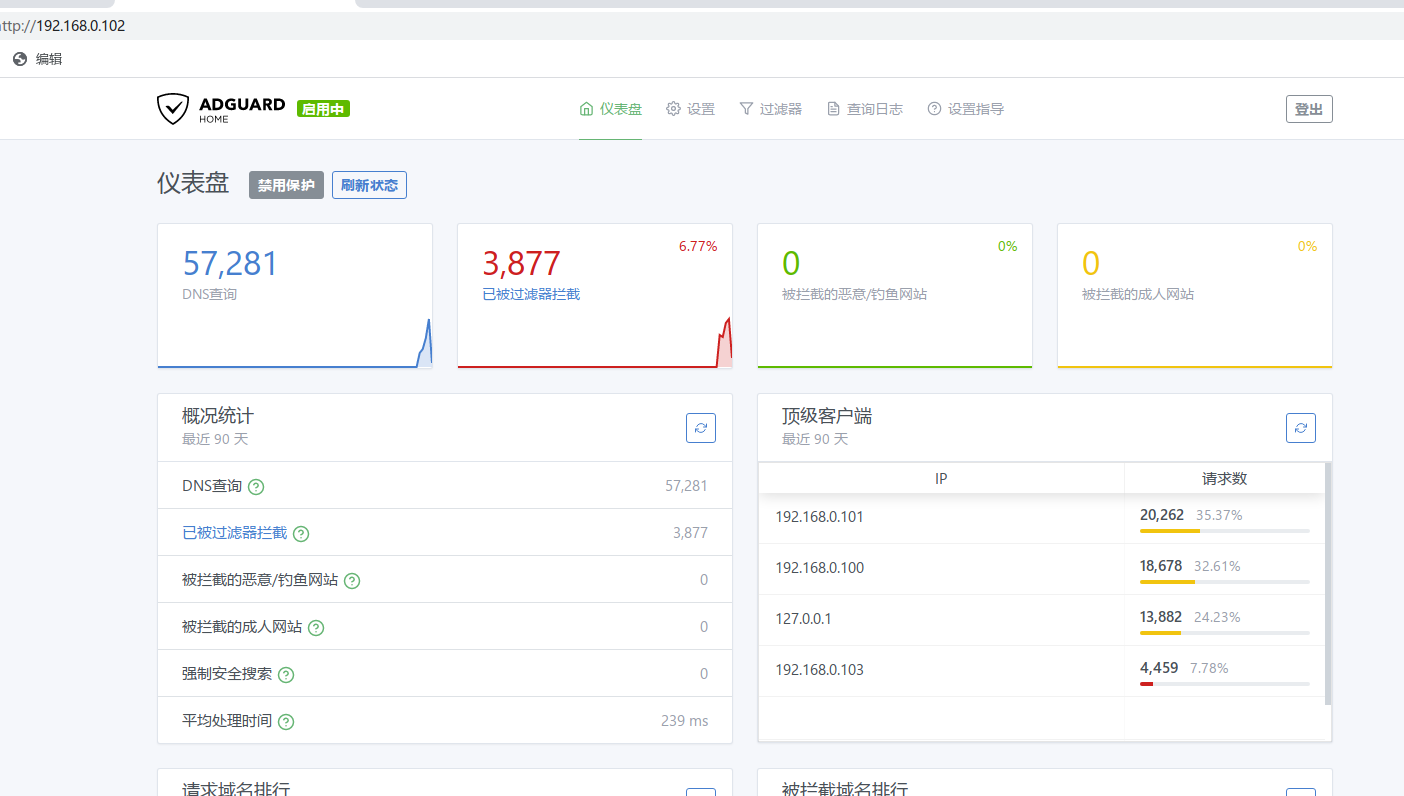 http://192.168.0.102
编辑
ADGUARD HOME 启用中 仪表盘 设置 过滤器 查询日志 设置指导 登出
仪表盘 禁用保护 刷新状态
57,281
DNS查询
6.77%
3,877
已被过滤器拦截
0%
0
被拦截的恶意/钓鱼网站
0%
0
被拦截的成人网站
概况统计
最近 90 天
DNS查询 57,281
已被过滤器拦截 3,877
被拦截的恶意/钓鱼网站 0
被拦截的成人网站 0
强制安全搜索 0
平均处理时间 239 ms
顶级客户端
最近 90 天
IP 请求数
192.168.0.101 20,262 35.37%
192.168.0.100 18,678 32.61%
127.0.0.1 13,882 24.23%
192.168.0.103 4,459 7.78%
请求域名排行
被拦截域名排行